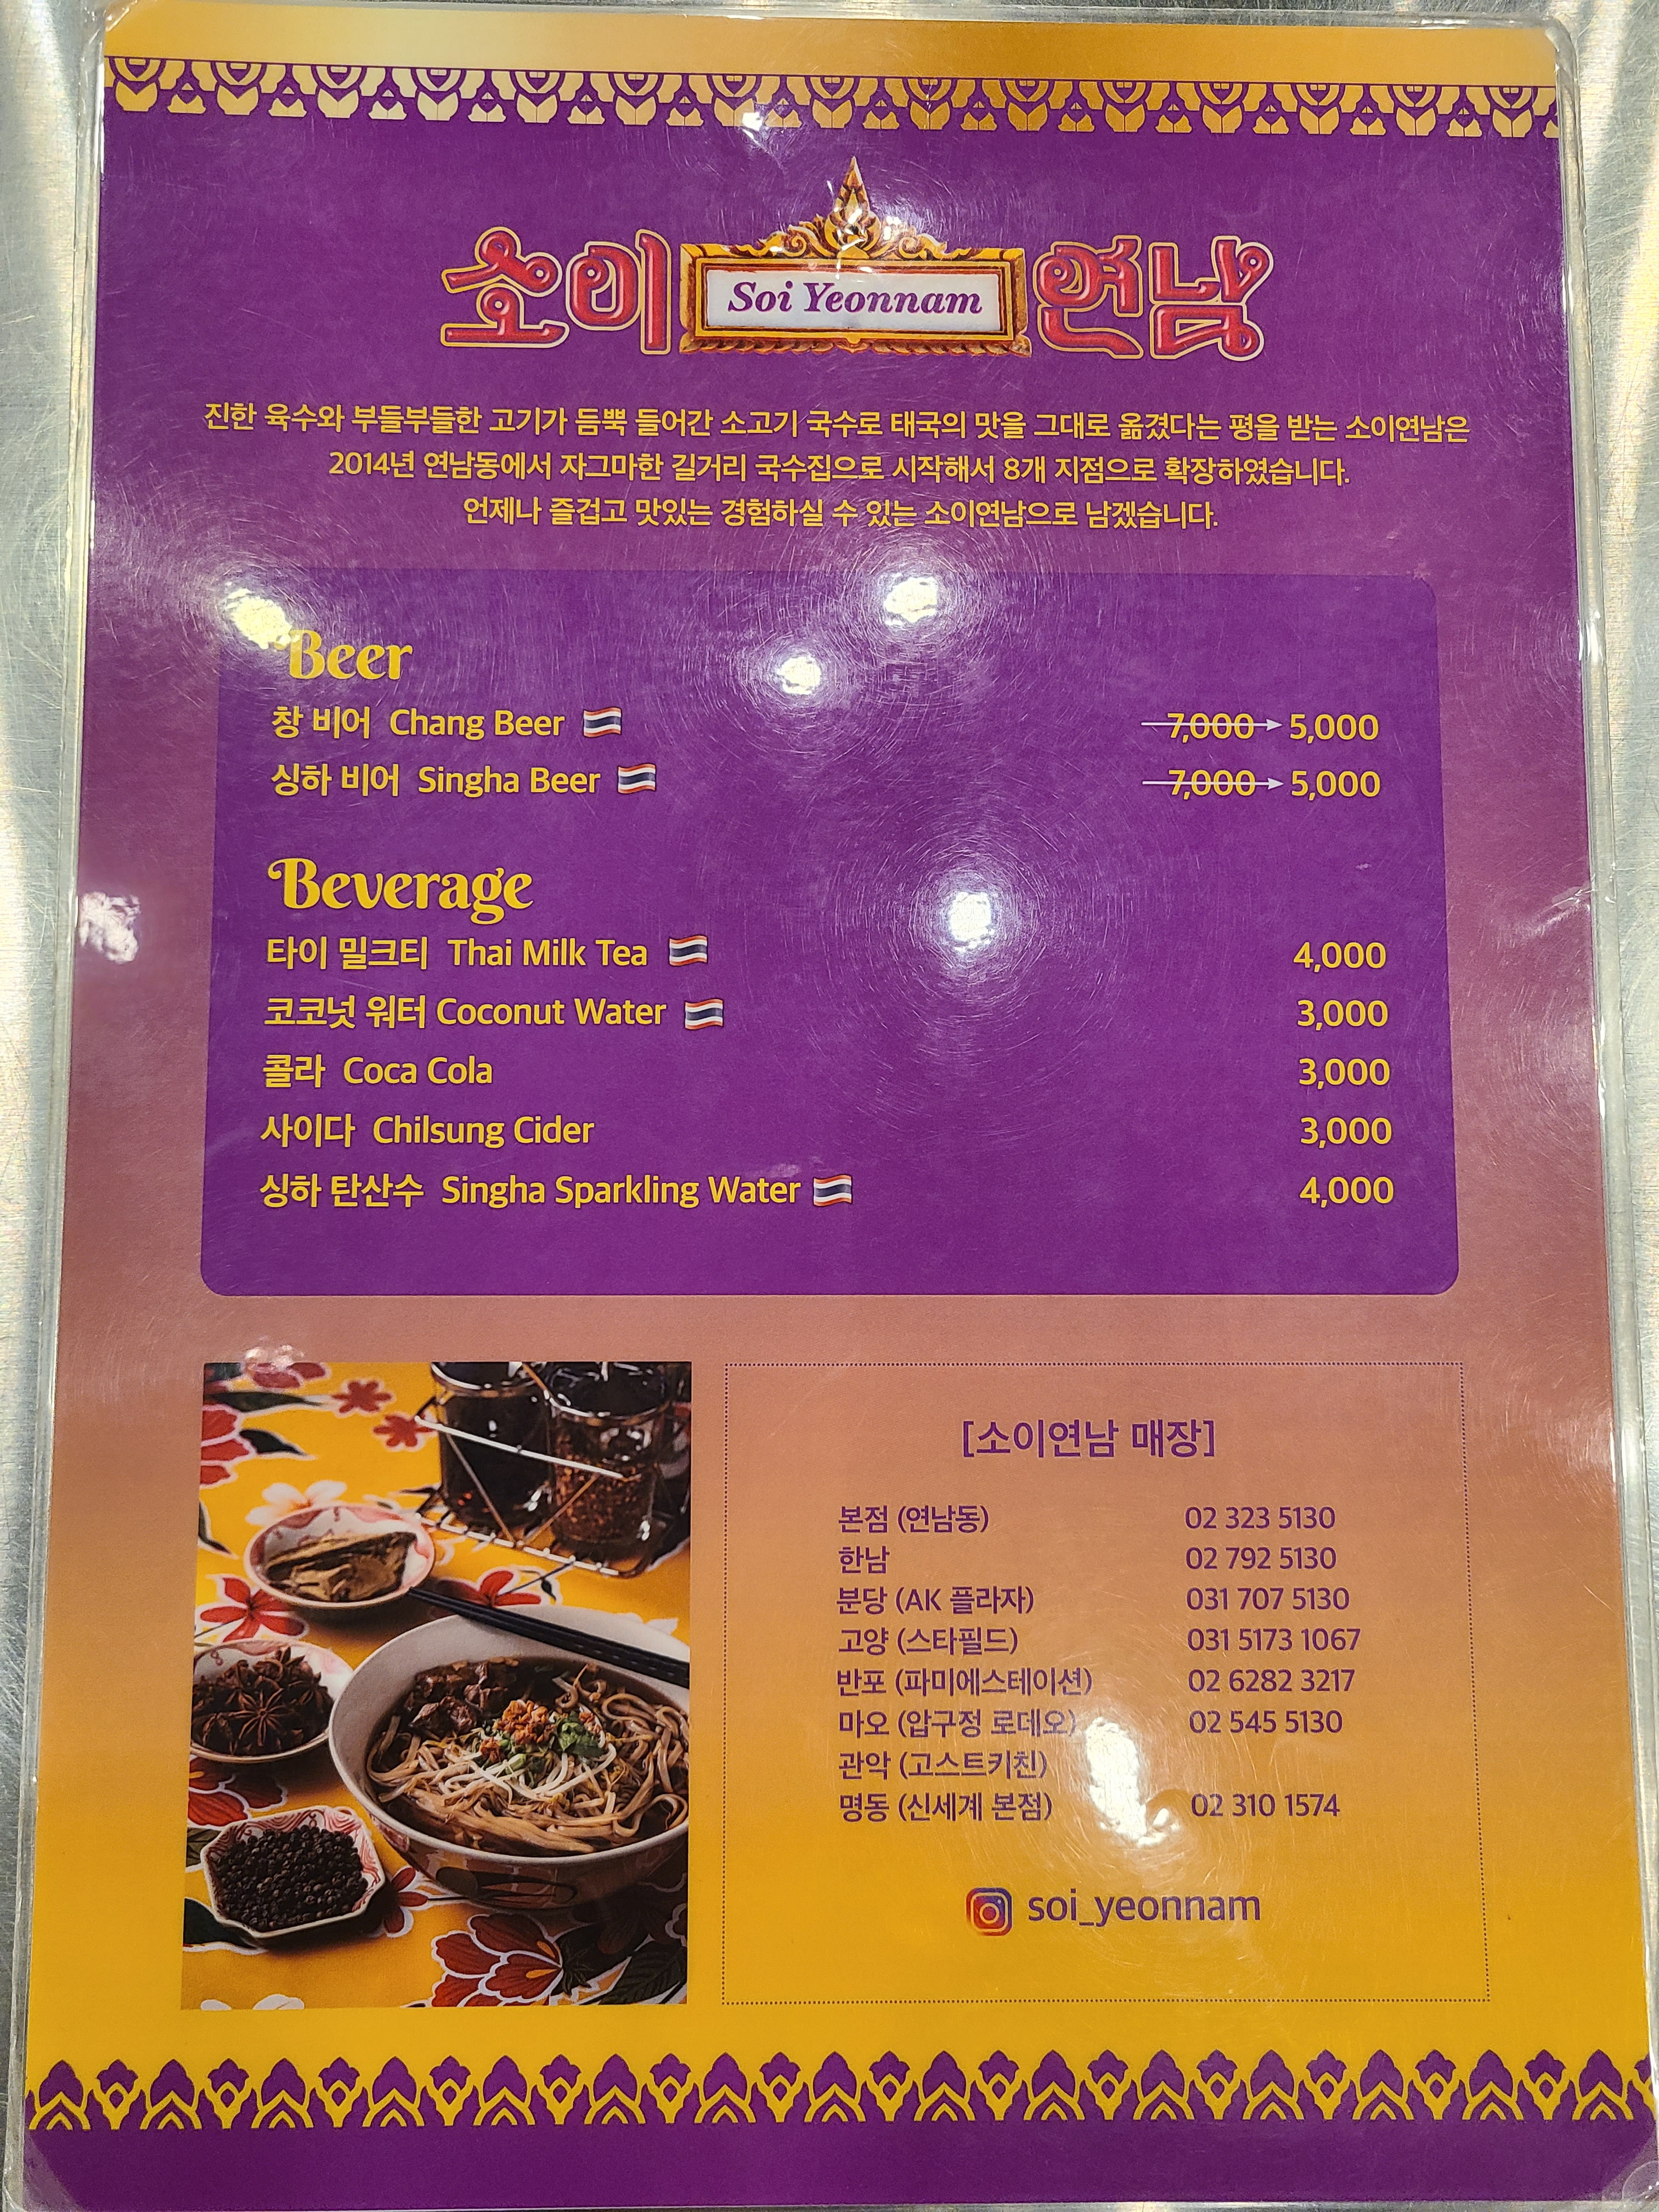 소이 Soi Yeonnam 연남
진한 육수와 부들부들한 고기가 듬뿍 들어간 소고기 국수로 태국의 맛을 그대로 옮겼다는 평을 받는 소이연남은
2014년 연남동에서 자그마한 길거리 국수집으로 시작해서 8개 지점으로 확장하였습니다.
언제나 즐겁고 맛있는 경험하실 수 있는 소이연남으로 남겠습니다.
Beer
창 비어 Chang Beer 7,000 → 5,000
싱하 비어 Singha Beer 7,000 → 5,000
Beverage
타이 밀크티 Thai Milk Tea 4,000
코코넛 워터 Coconut Water 3,000
콜라 Coca Cola 3,000
사이다 Chilsung Cider 3,000
싱하 탄산수 Singha Sparkling Water 4,000
[소이연남 매장]
본점 (연남동) 02 323 5130
한남 02 792 5130
분당 (AK 플라자) 031 707 5130
고양 (스타필드) 031 5173 1067
반포 (파미에스테이션) 02 6282 3217
마오 (압구정 로데오) 02 545 5130
관악 (고스트키친)
명동 (신세계 본점) 02 310 1574
soi_yeonnam